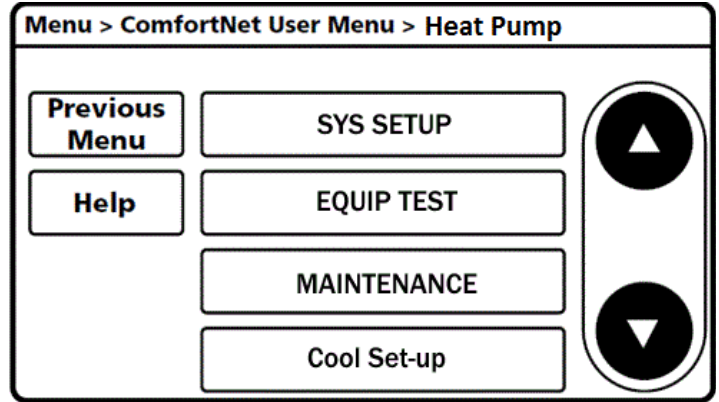 Menu > ComfortNet User Menu > Heat Pump
Previous
Menu
SYS SETUP
Help
EQUIP TEST
MAINTENANCE
Cool Set-up